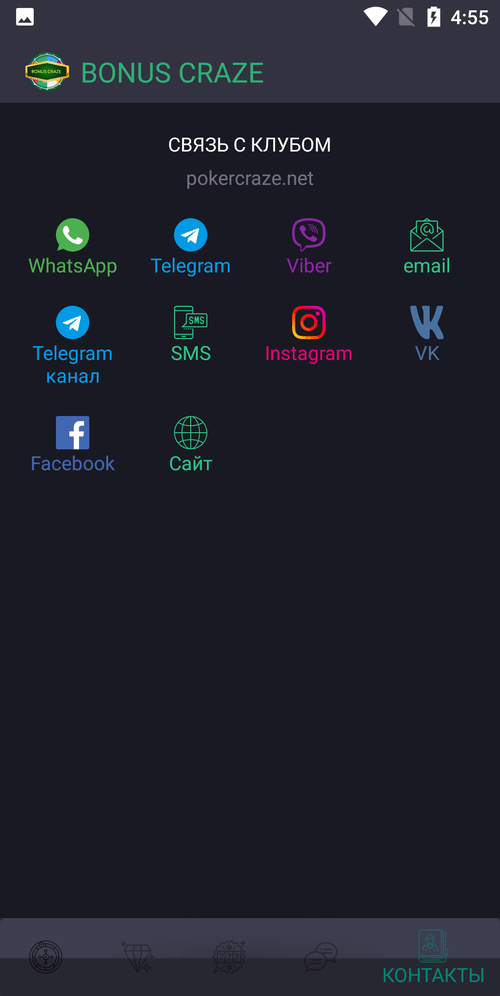 4:55
BONUS CRAZE
BONUS CRAZE
СВЯЗЬ С КЛУБОМ
pokercraze.net
WhatsApp
Telegram
Viber
email
SMS
Telegram
канал
SMS
Instagram
VK
Facebook
Сайт
777
КОНТАКТЫ